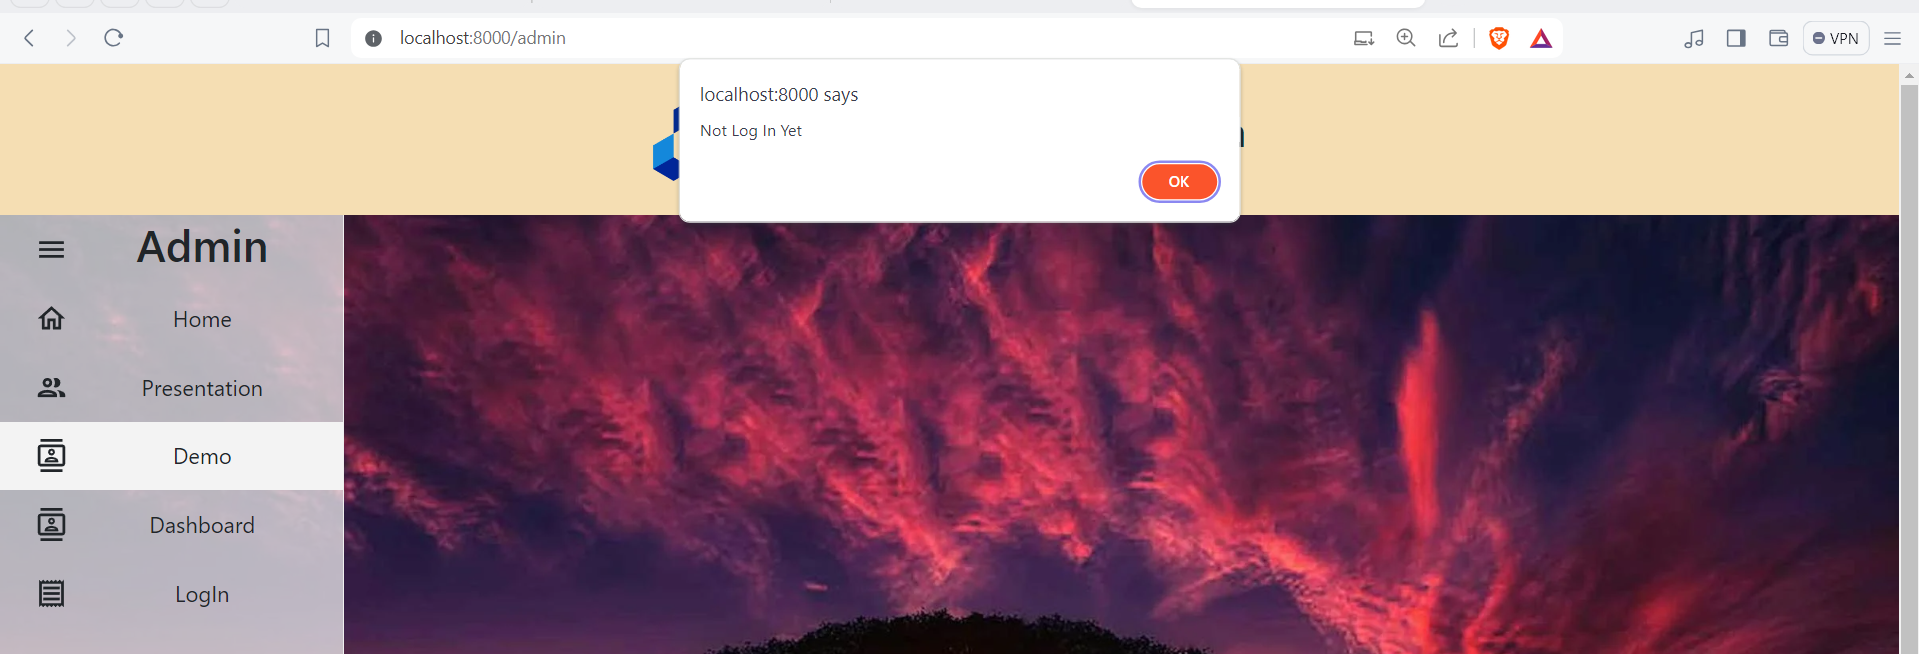 localhost:8000/admin
VPN
localhost:8000 says
Not Log In Yet
OK
Admin
Home
Presentation
Demo
Dashboard
LogIn